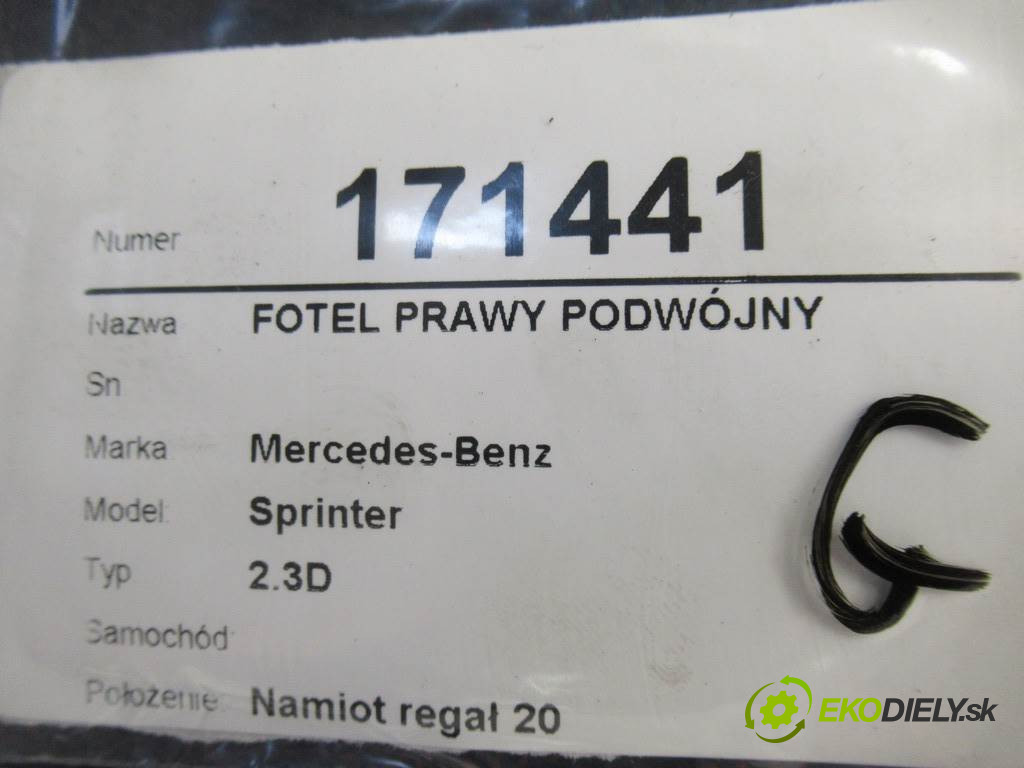 Numer 171441
Nazwa FOTEL PRAWY PODWÓJNY
Sn
Marka Mercedes-Benz
Model Sprinter
Typ 2.3D
Samochód
Położenie Namiot regał 20
G
EKODIELY.sk